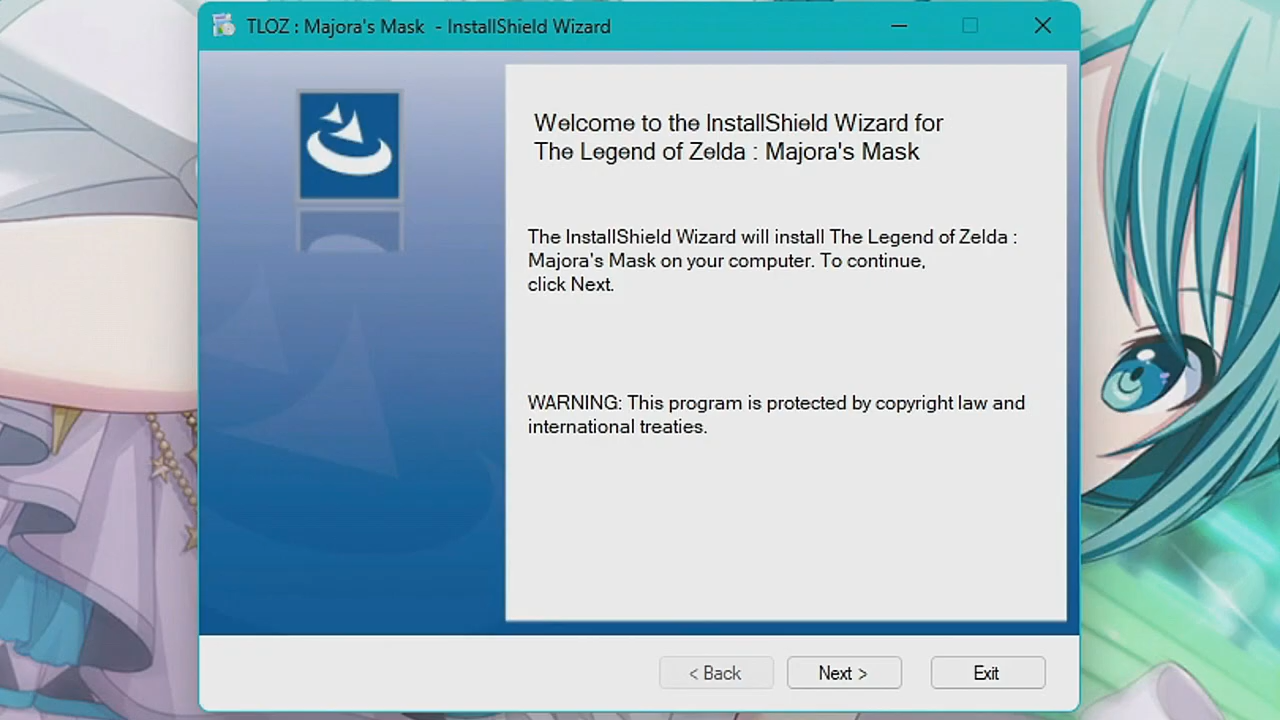 TLOZ : Majora's Mask - InstallShield Wizard
Welcome to the InstallShield Wizard for
The Legend of Zelda : Majora's Mask
The InstallShield Wizard will install The Legend of Zelda :
Majora's Mask on your computer. To continue,
click Next.
WARNING: This program is protected by copyright law and
international treaties.
< Back
Next >
Exit